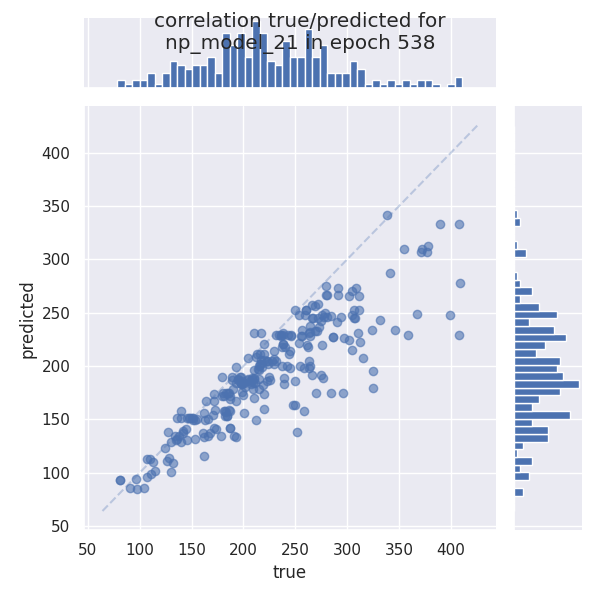 correlation true/predicted for
np_model_21 in epoch 538
400
350
300
250
200
150
100
50
predicted
50 100 150 200 250 300 350 400
true